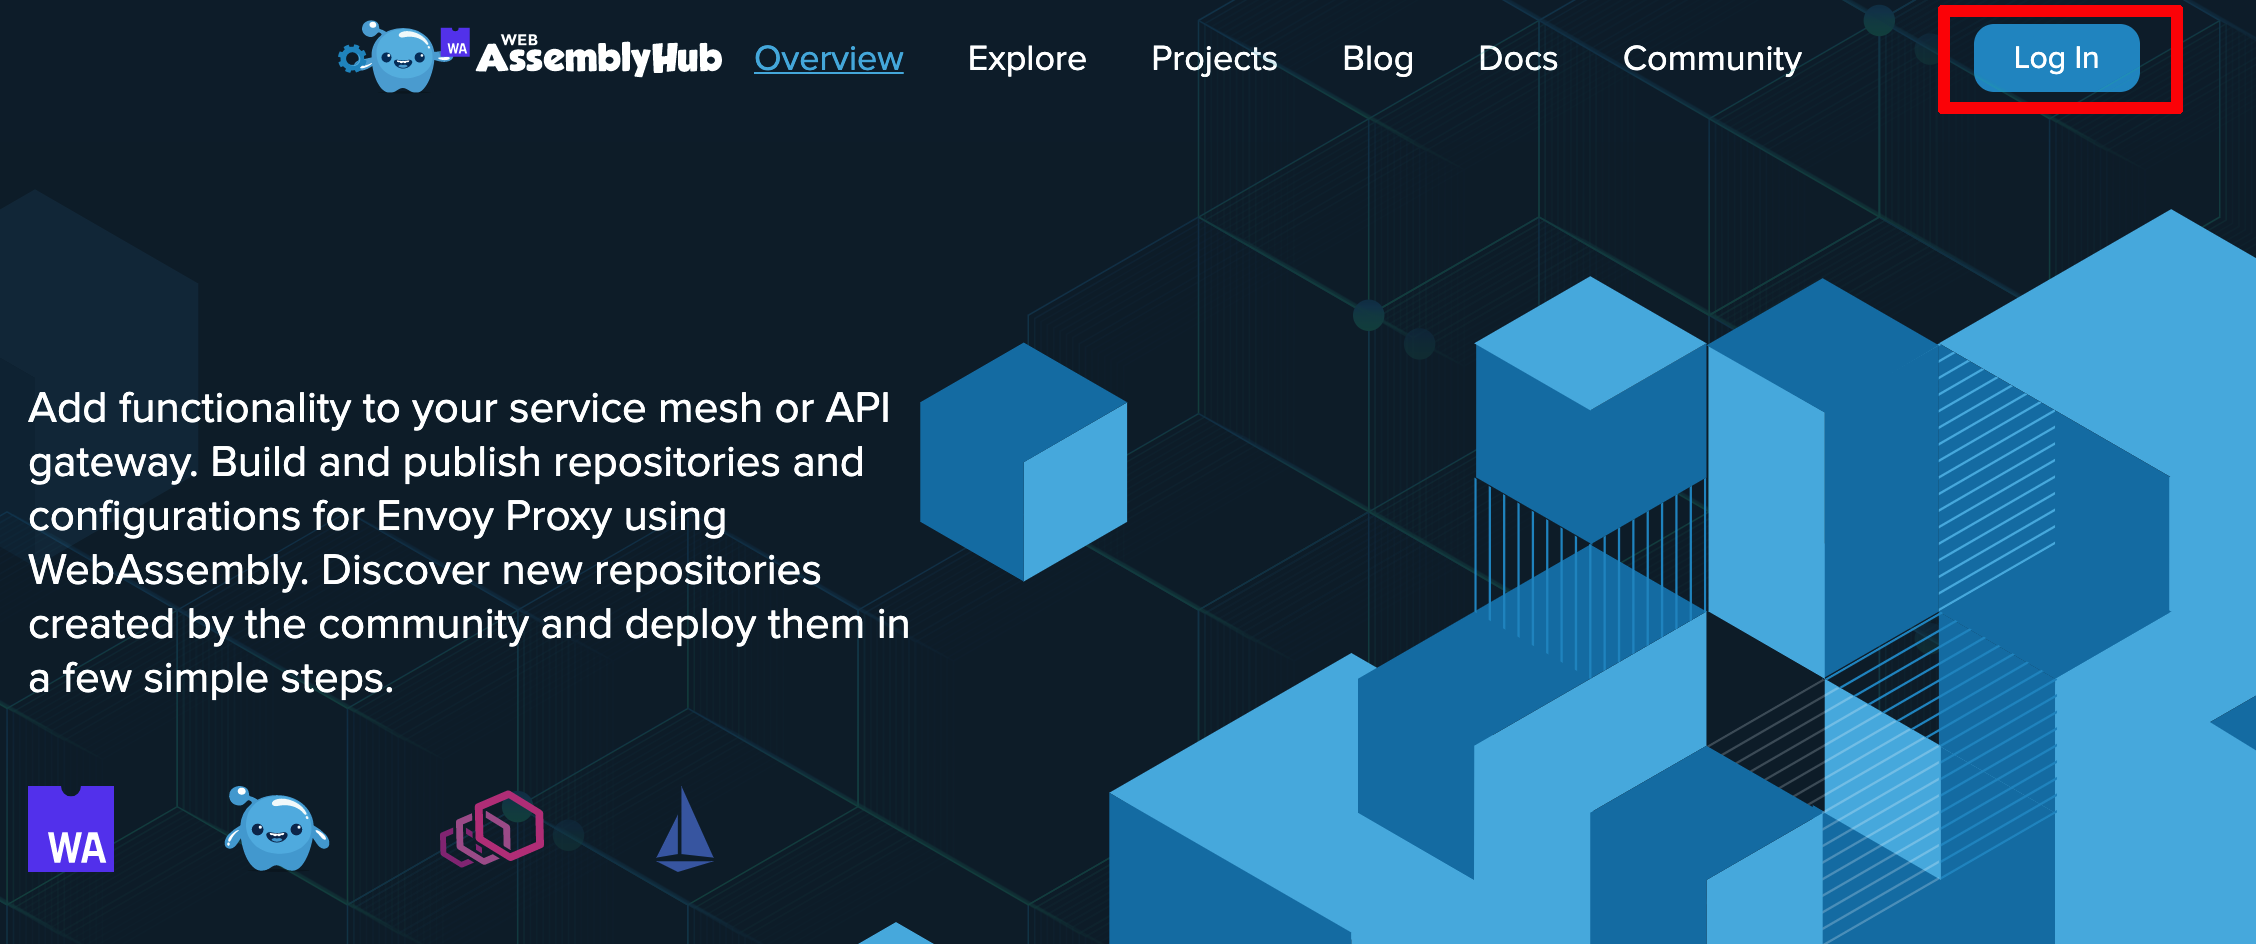 WA
WEB
AssemblyHub
Overview
Explore
Projects
Blog
Docs
Community
Log In
Add functionality to your service mesh or API
gateway. Build and publish repositories and
configurations for Envoy Proxy using
WebAssembly. Discover new repositories
created by the community and deploy them in
a few simple steps.
WA